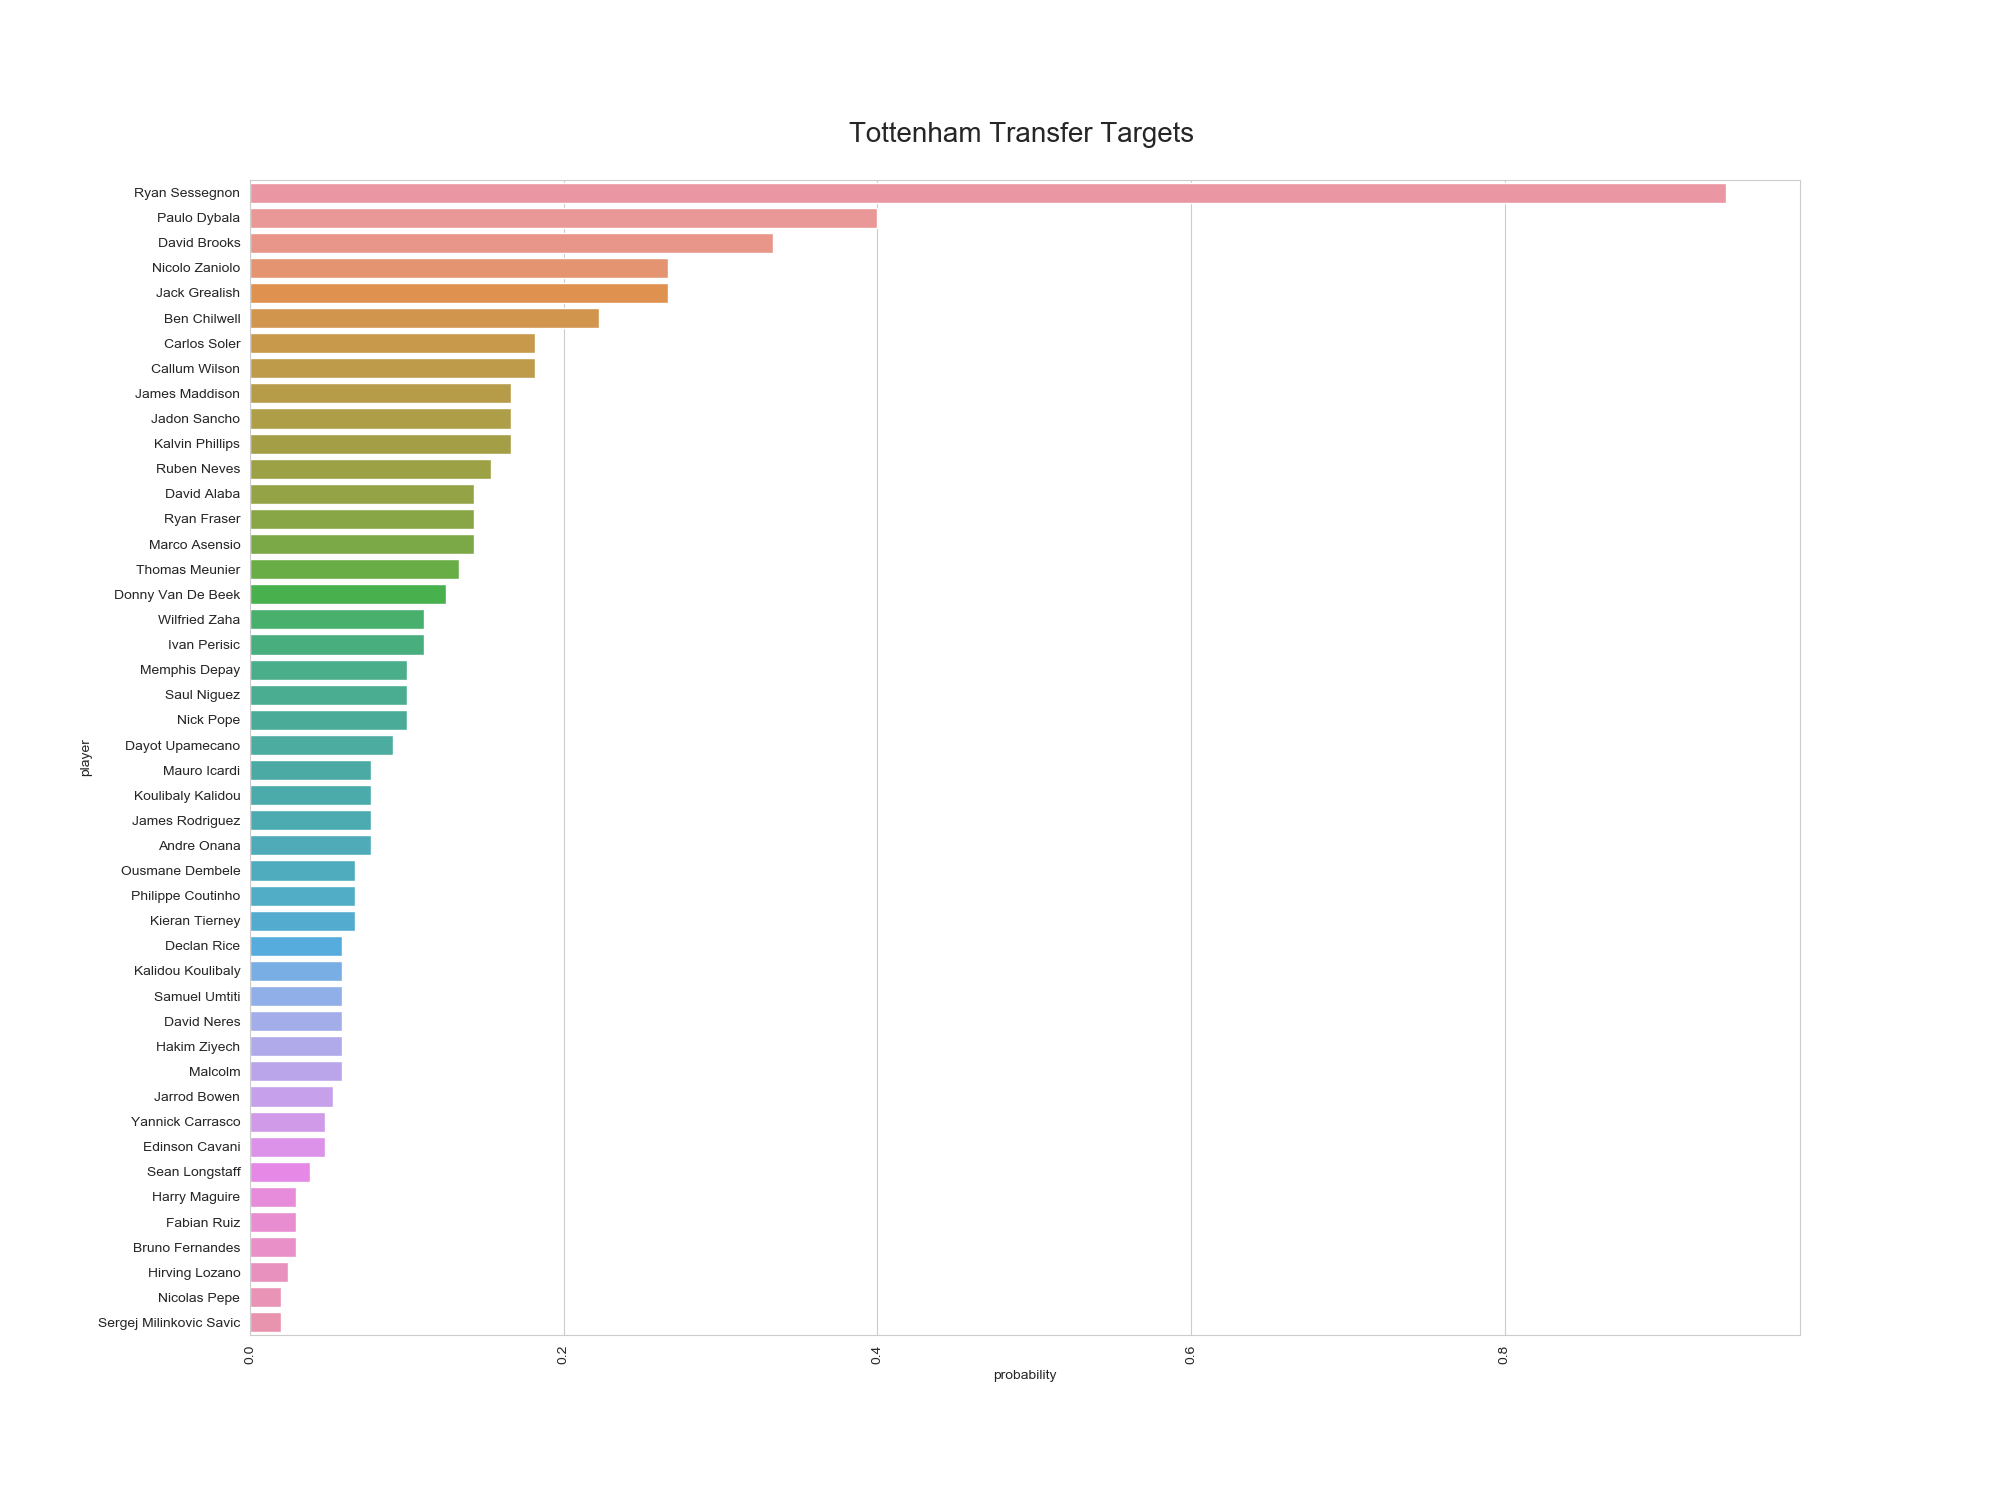 Tottenham Transfer Targets
Ryan Sessegnon
Paulo Dybala
David Brooks
Nicolo Zaniolo
Jack Grealish
Ben Chilwell
Carlos Soler
Callum Wilson
James Maddison
Jadon Sancho
Kalvin Phillips
Ruben Neves
David Alaba
Ryan Fraser
Marco Asensio
Thomas Meunier
Donny Van De Beek
Wilfried Zaha
Ivan Perisic
Memphis Depay
Saul Niguez
Nick Pope
Dayot Upamecano
Mauro Icardi
Koulibaly Kalidou
James Rodriguez
Andre Onana
Ousmane Dembele
Philippe Coutinho
Kieran Tierney
Declan Rice
Kalidou Koulibaly
Samuel Umtiti
David Neres
Hakim Ziyech
Malcolm
Jarrod Bowen
Yannick Carrasco
Edinson Cavani
Sean Longstaff
Harry Maguire
Fabian Ruiz
Bruno Fernandes
Hirving Lozano
Nicolas Pepe
Sergej Milinkovic Savic
player
0.0 0.2 0.4 0.6 0.8
probability